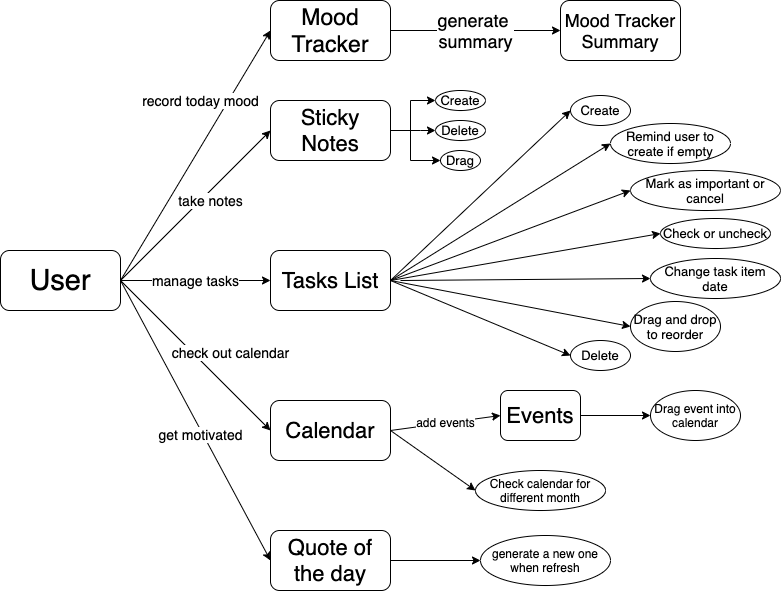 Mood
Tracker
generate
summary
Mood Tracker
Summary
record today mood
Sticky
Notes
Create
Delete
Drag
take notes
Create
Remind user to
create if empty
Mark as important or
cancel
Check or uncheck
User
manage tasks
Tasks List
Change task item
date
Drag and drop
to reorder
Delete
check out calendar
Calendar
add events
Events
Drag event into
calendar
Check calendar for
different month
get motivated
Quote of
the day
generate a new one
when refresh